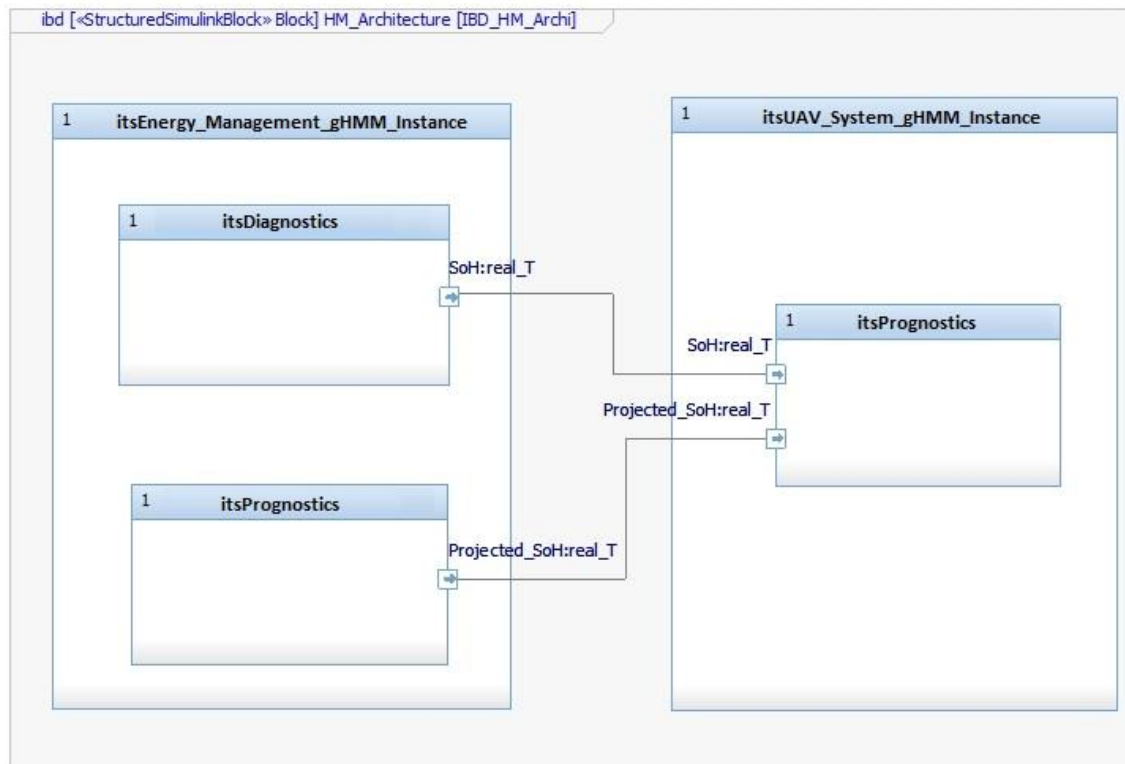 ibd [«StructuredSimulinkBlock» Block] HM_Architecture [IBD_HM_Archi]
1 itsEnergy_Management_gHMM_Instance
1 itsUAV_System_gHMM_Instance
1 itsDiagnostics
SoH:real_T
1 itsPrognostics
SoH:real_T
Projected_SoH:real_T
1 itsPrognostics
Projected_SoH:real_T